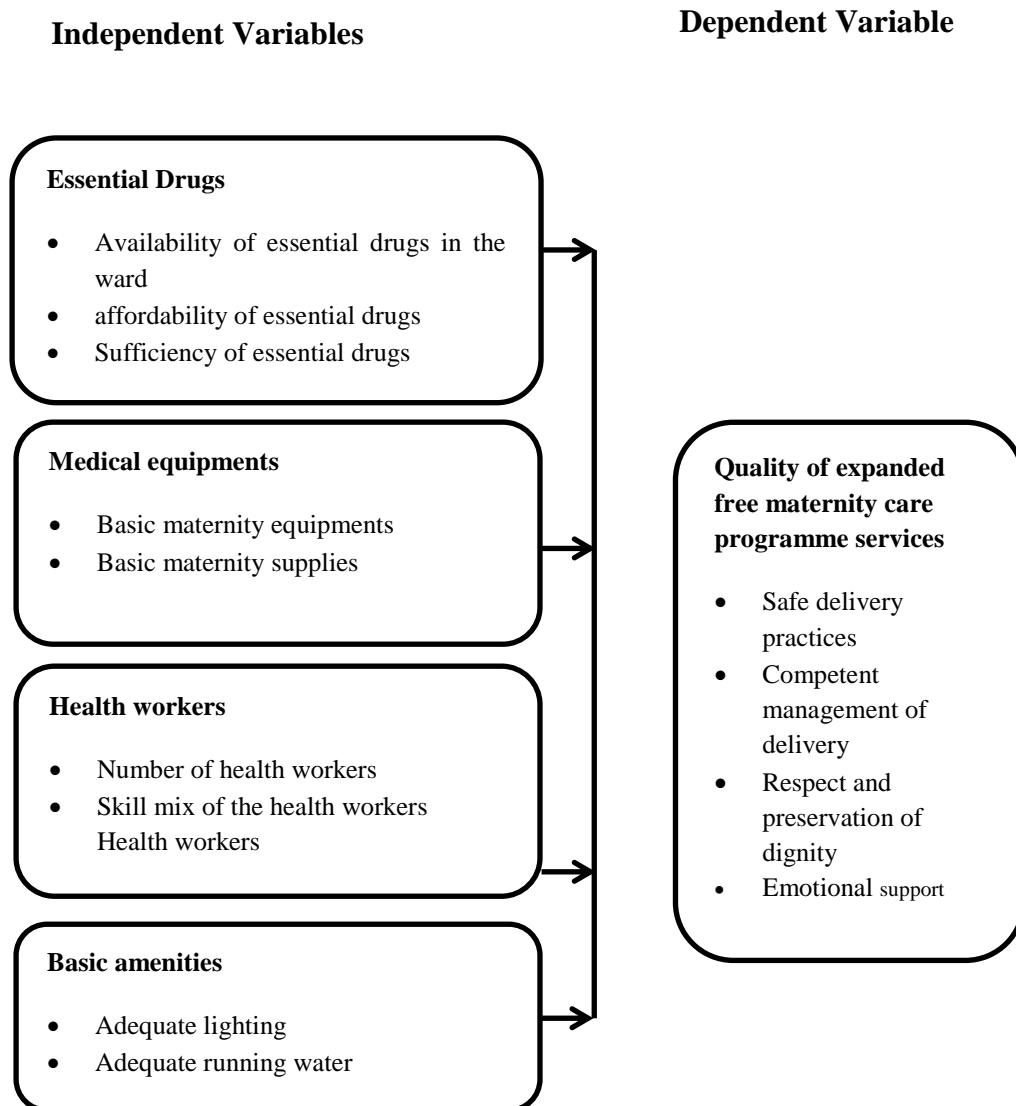 Independent Variables
Dependent Variable
Essential Drugs
• Availability of essential drugs in the
ward
• affordability of essential drugs
• Sufficiency of essential drugs
Medical equipments
• Basic maternity equipments
• Basic maternity supplies
Health workers
• Number of health workers
• Skill mix of the health workers
Health workers
Basic amenities
• Adequate lighting
• Adequate running water
Quality of expanded
free maternity care
programme services
• Safe delivery
practices
• Competent
management of
delivery
• Respect and
preservation of
dignity
• Emotional support